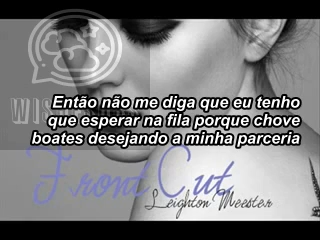 Então não me diga que eu tenho
que esperar na fila porque chove
boates desejando a minha parceria
Front Cut
Leighton Meester